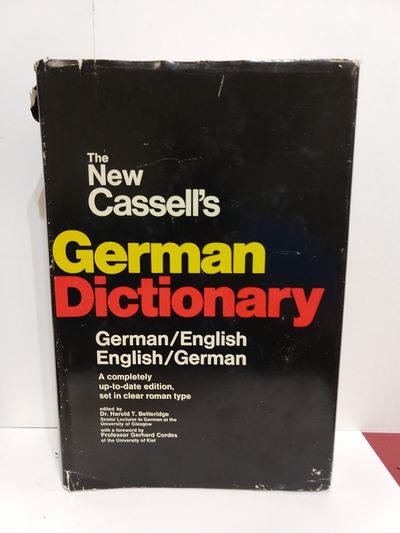 The
New
Cassell's
German
Dictionary
German/English
English/German
A completely
up-to-date edition,
set in clear roman type
edited by
Dr. Harold T. Betteridge
Senior Lecturer in German at the
University of Glasgow
with a foreword by
Professor Gerhard Cordes
of the University of Kiel